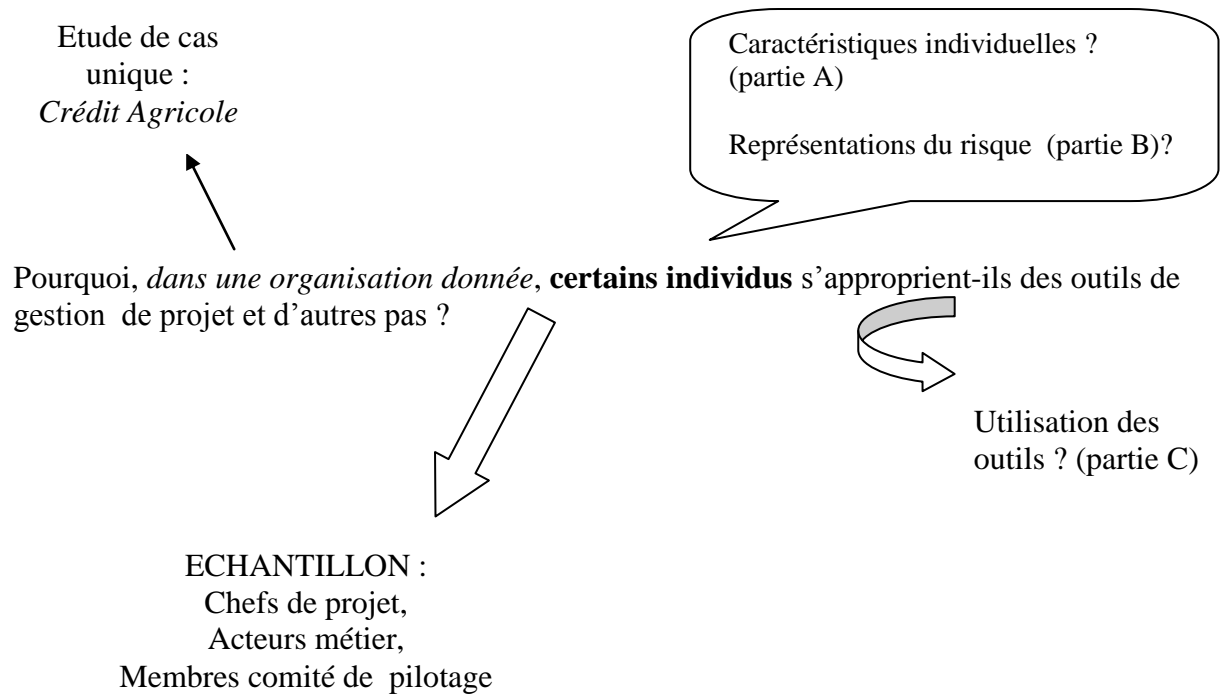 Etude de cas
unique :
Crédit Agricole
Caractéristiques individuelles ?
(partie A)
Représentations du risque (partie B)?
Pourquoi, dans une organisation donnée, certains individus s’approprient-ils des outils de
gestion de projet et d’autres pas ?
Utilisation des
outils ? (partie C)
ECHANTILLON :
Chefs de projet,
Acteurs métier,
Membres comité de pilotage